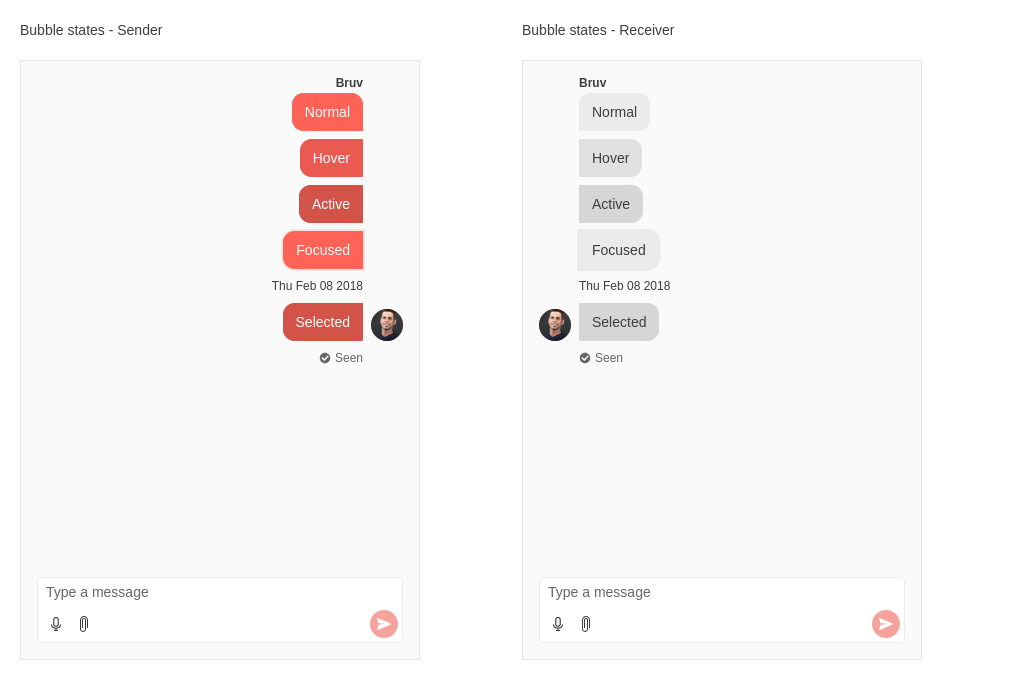 Bubble states - Sender
Bruv
Normal
Hover
Active
Focused
Thu Feb 08 2018
Selected
Seen
Type a message
Bubble states - Receiver
Bruv
Normal
Hover
Active
Focused
Thu Feb 08 2018
Selected
Seen
Type a message